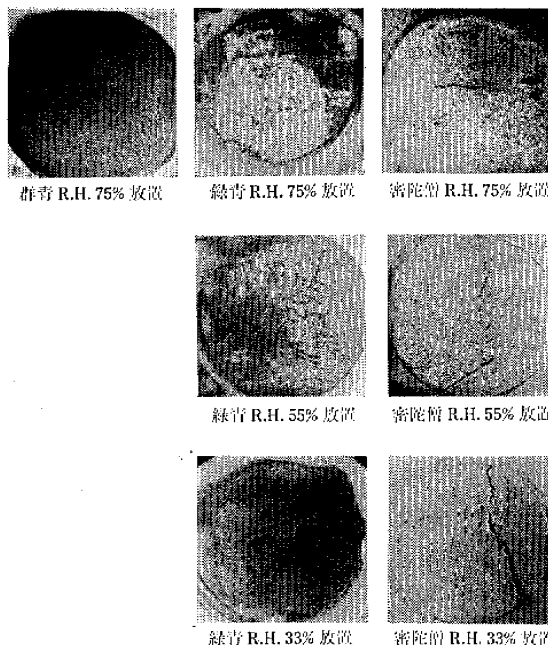 群青 R.H. 75% 放置
緑青 R.H. 75% 放置
密陀僧 R.H. 75% 放置
緑青 R.H. 55% 放置
密陀僧 R.H. 55% 放置
緑青 R.H. 33% 放置
密陀僧 R.H. 33% 放置